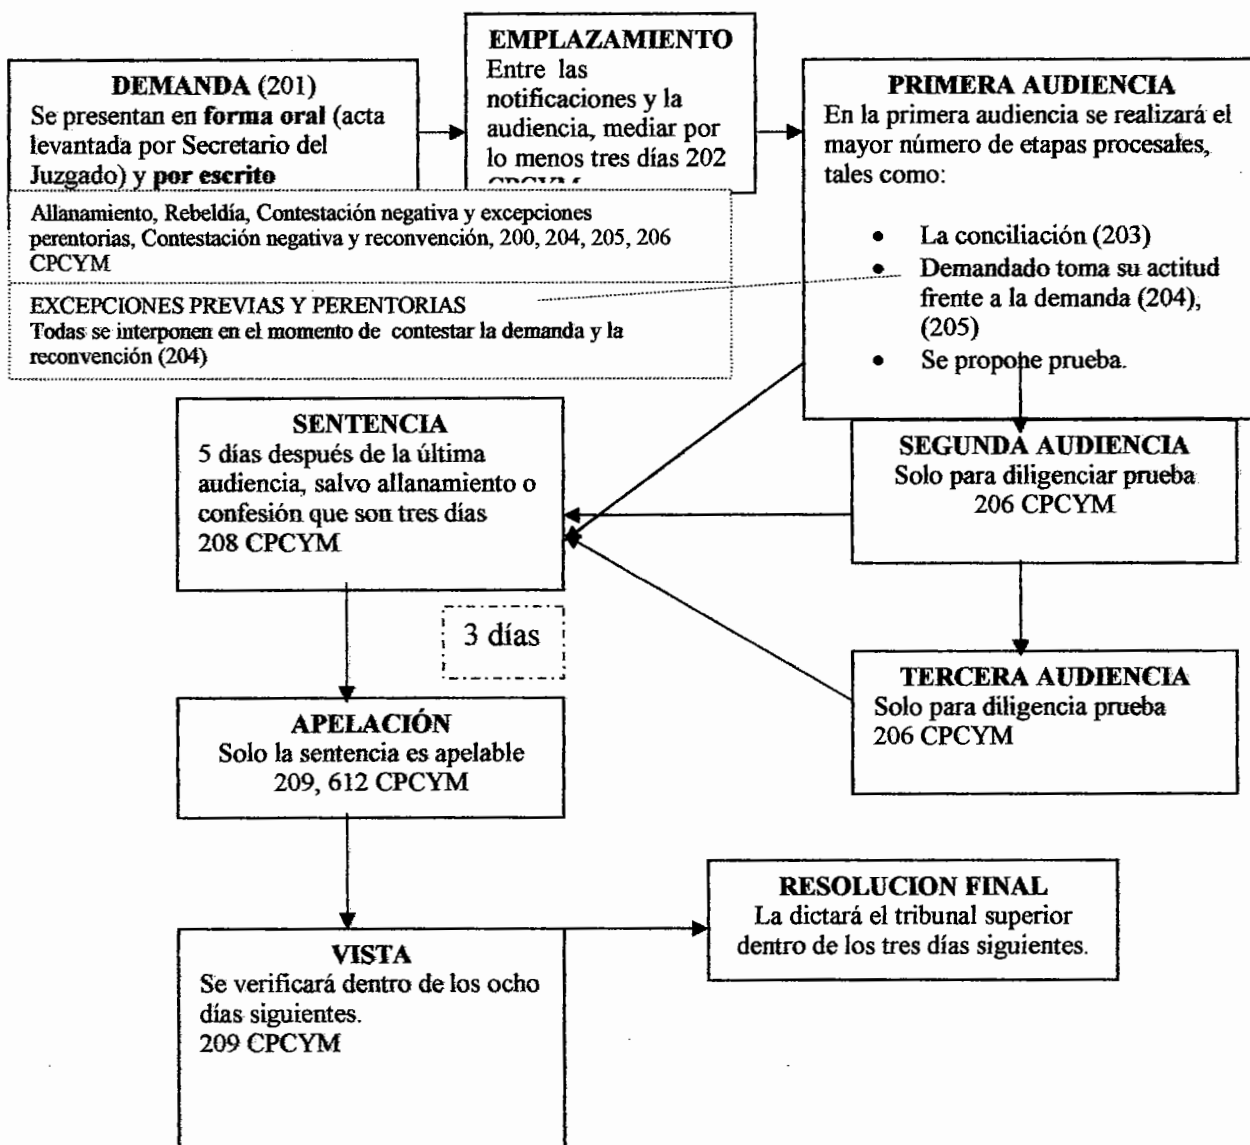 DEMANDA (201)
Se presentan en forma oral (acta
levantada por Secretario del
Juzgado) y por escrito
EMPLAZAMIENTO
Entre las
notificaciones y la
audiencia, mediar por
lo menos tres días 202
CPCYM
PRIMERA AUDIENCIA
En la primera audiencia se realizará el
mayor número de etapas procesales,
tales como:
• La conciliación (203)
• Demandado toma su actitud
frente a la demanda (204),
(205)
• Se propone prueba.
Allanamiento, Rebeldía, Contestación negativa y excepciones
perentorias, Contestación negativa y reconvención, 200, 204, 205, 206
CPCYM
EXCEPCIONES PREVIAS Y PERENTORIAS
Todas se interponen en el momento de contestar la demanda y la
reconvención (204)
SENTENCIA
5 días después de la última
audiencia, salvo allanamiento o
confesión que son tres días
208 CPCYM
SEGUNDA AUDIENCIA
Solo para diligenciar prueba
206 CPCYM
3 días
TERCERA AUDIENCIA
Solo para diligencia prueba
206 CPCYM
APELACIÓN
Solo la sentencia es apelable
209, 612 CPCYM
RESOLUCION FINAL
La dictará el tribunal superior
dentro de los tres días siguientes.
VISTA
Se verificará dentro de los ocho
días siguientes.
209 CPCYM